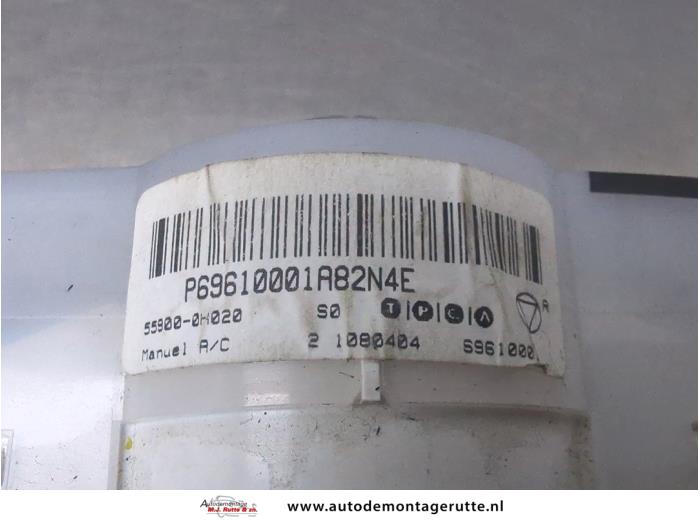 P69610001A82N4E
55900-0H020 S0 T|P|C|A A
Manuel A/C 2 1080404 6961000
Autodemontage
M.J. Rutte & zn.
www.autodemontagerutte.nl